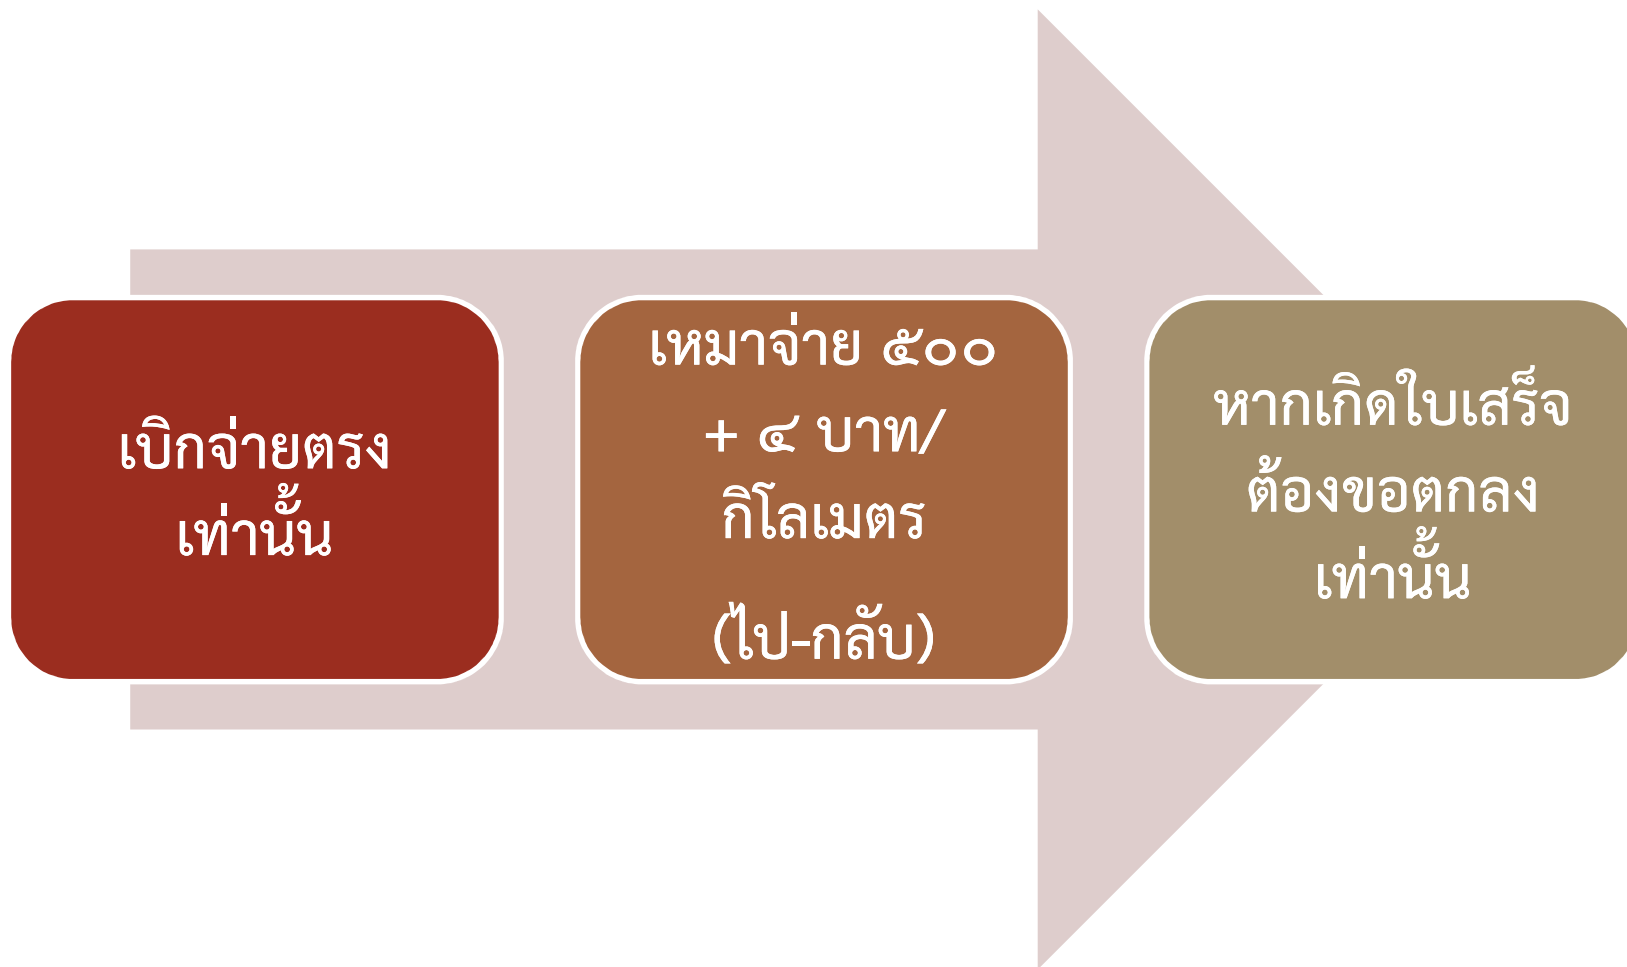 เบิกจ่ายตรง
เท่านั้น
เหมาจ่าย ๕๐๐
+ ๔ บาท/
กิโลเมตร
(ไป-กลับ)
หากเกิดใบเสร็จ
ต้องขอตกลง
เท่านั้น